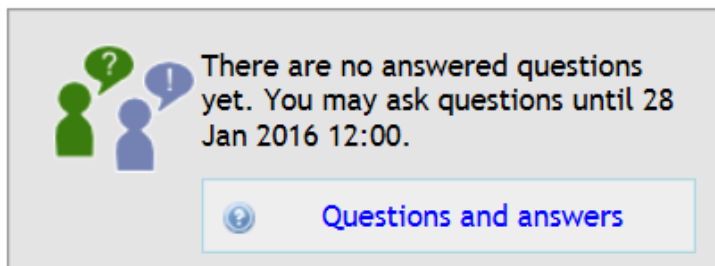 There are no answered questions
yet. You may ask questions until 28
Jan 2016 12:00.
Questions and answers